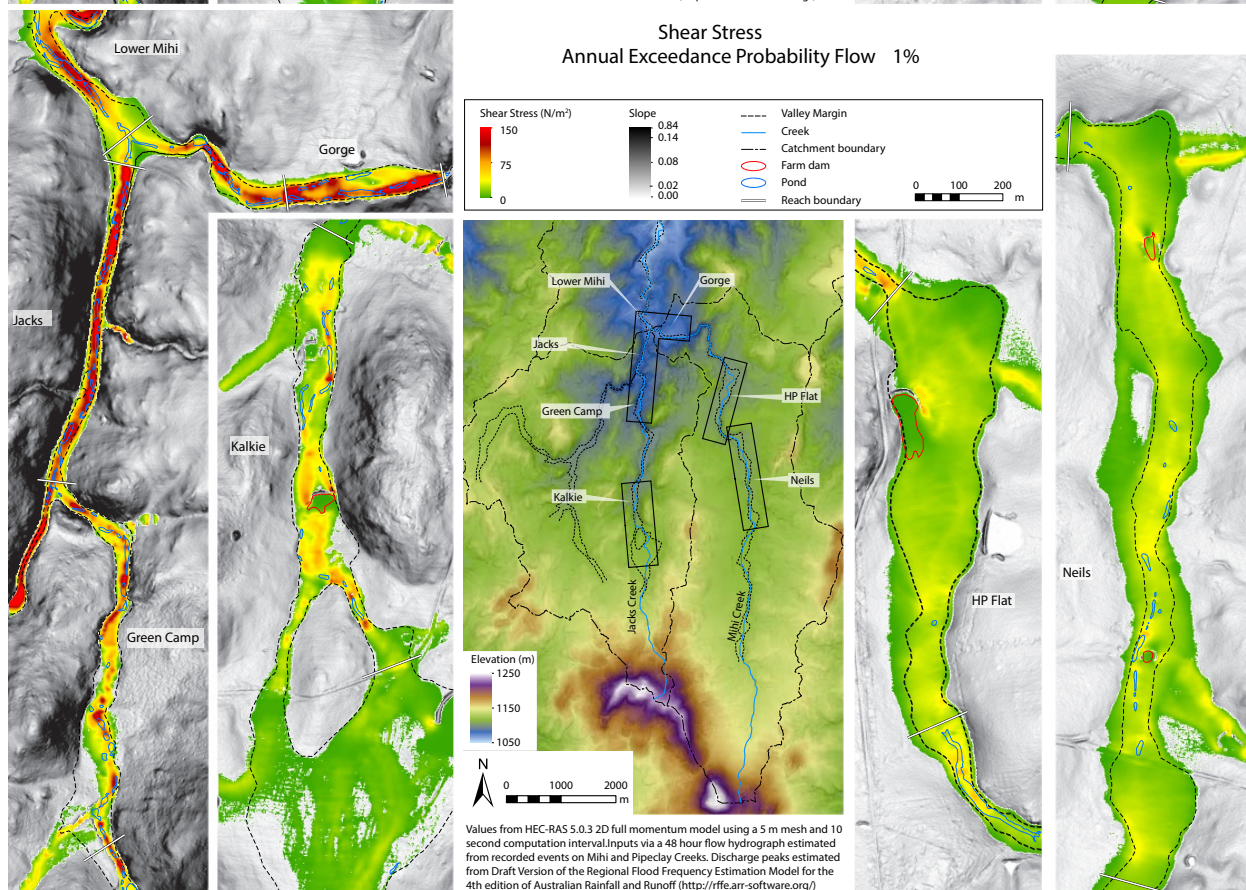 Shear Stress
Annual Exceedance Probability Flow 1%
Lower Mihi
Gorge
Jacks
Green Camp
Kalkie
Shear Stress (N/m²)
150
75
0
Slope
0.84
0.14
0.08
0.02
0.00
Valley Margin
Creek
Catchment boundary
Farm dam
Pond
Reach boundary
0 100 200
m
Lower Mihi
Gorge
Jacks
Green Camp
HP Flat
Kalkie
Neils
Jacks Creek
Mihi Creek
Elevation (m)
1250
1150
1050
N
0 1000 2000
m
HP Flat
Neils
Values from HEC-RAS 5.0.3 2D full momentum model using a 5 m mesh and 10
second computation interval.Inputs via a 48 hour flow hydrograph estimated
from recorded events on Mihi and Pipeclay Creeks. Discharge peaks estimated
from Draft Version of the Regional Flood Frequency Estimation Model for the
4th edition of Australian Rainfall and Runoff (http://rffe.arr-software.org/)